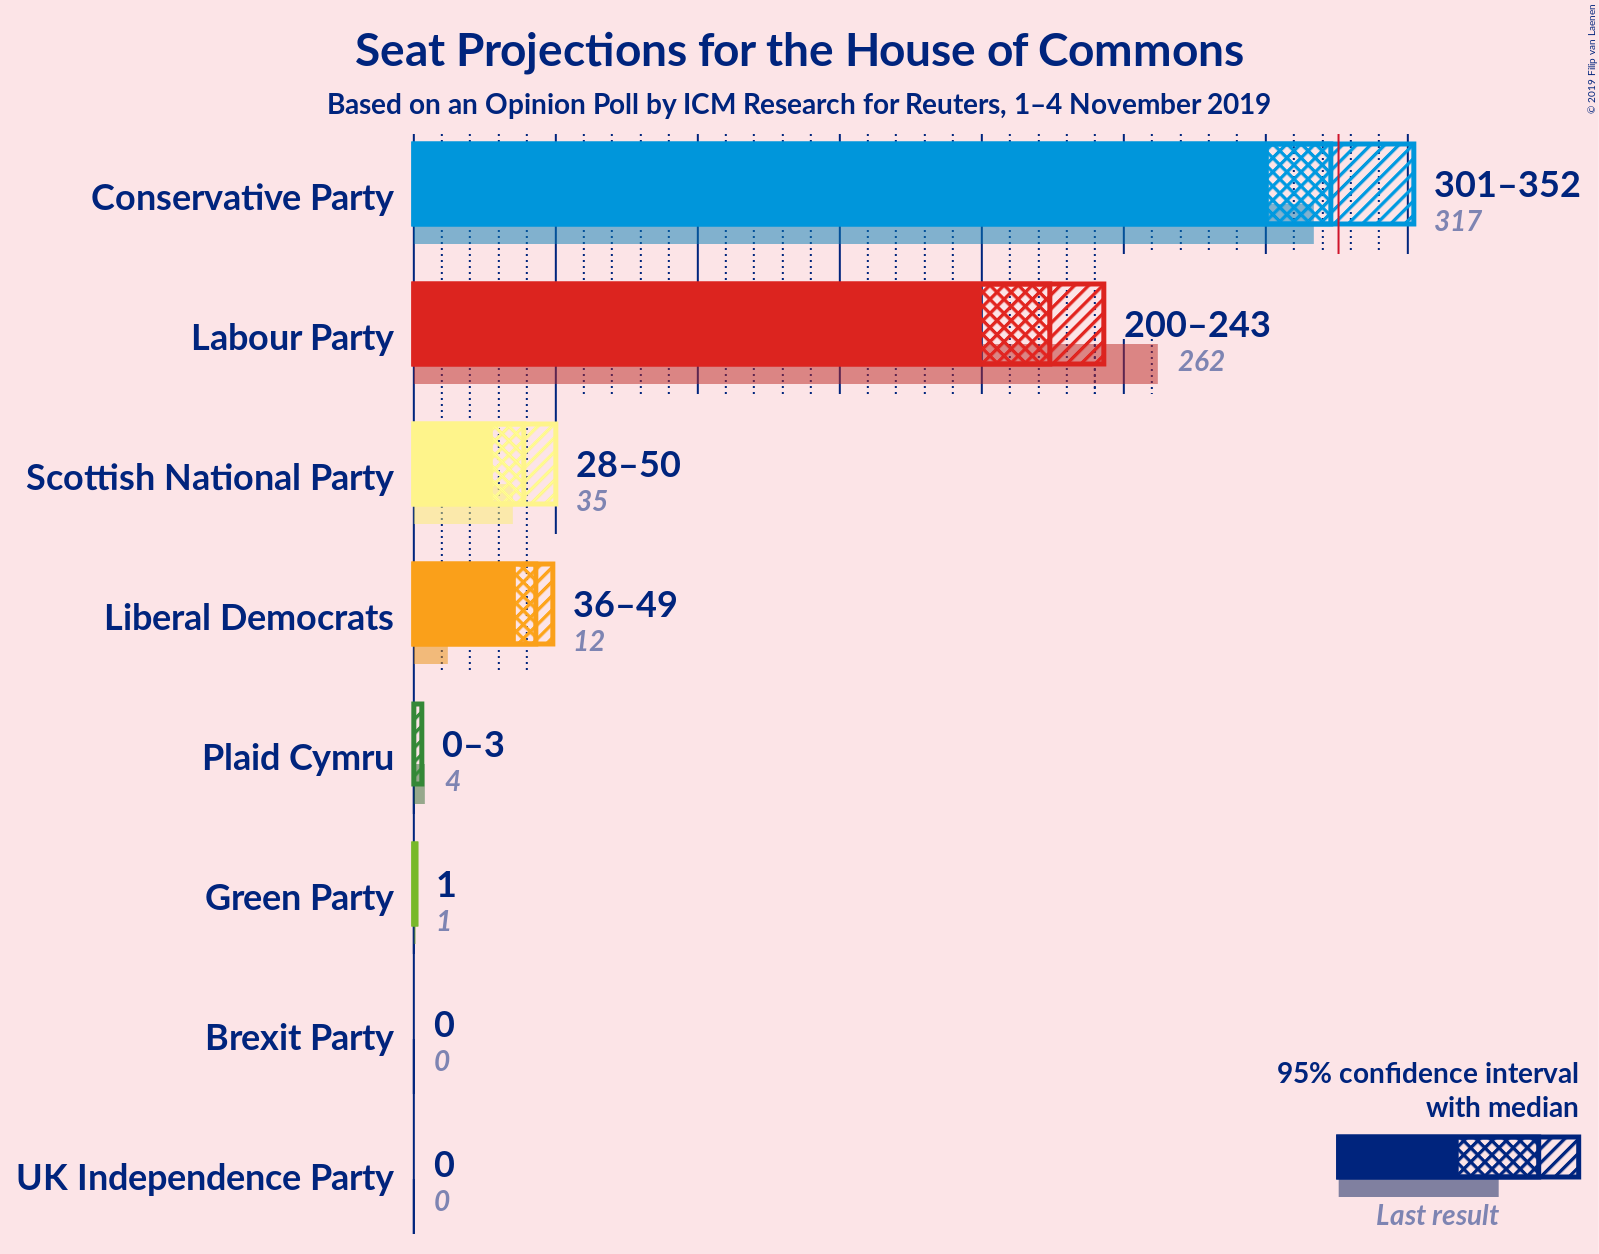 Seat Projections for the House of Commons
Based on an Opinion Poll by ICM Research for Reuters, 1–4 November 2019
© 2019 Filip van Laenen
Conservative Party
301–352
317
Labour Party
200–243
262
Scottish National Party
28–50
35
Liberal Democrats
36–49
12
Plaid Cymru
0–3
4
Green Party
1
1
Brexit Party
0
0
UK Independence Party
0
0
95% confidence interval
with median
Last result